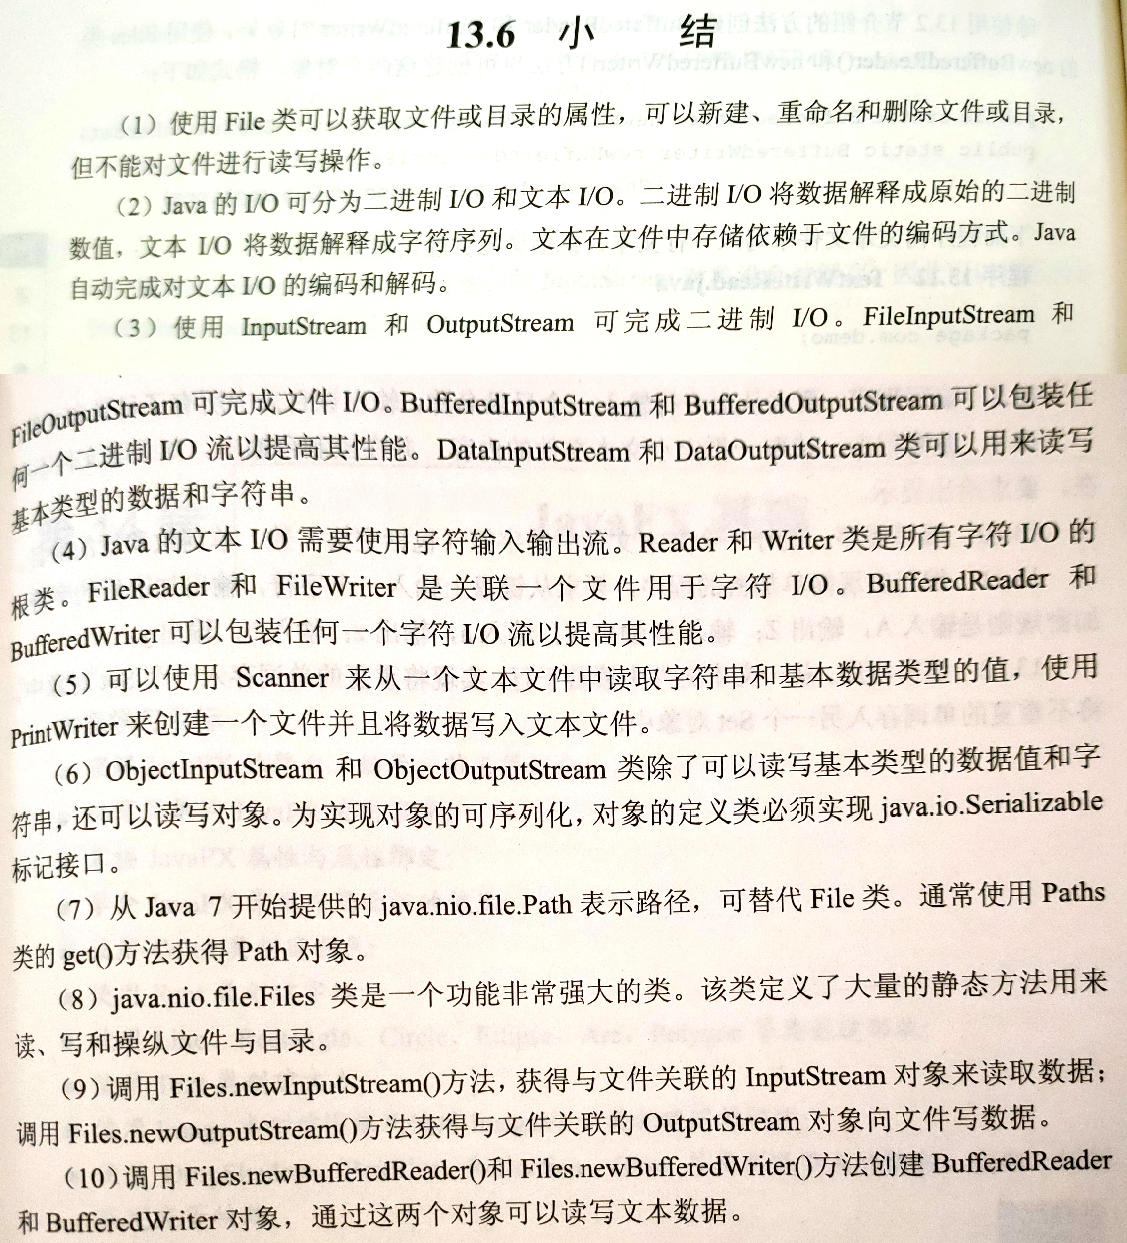 13.6 小 结
（1）使用 File 类可以获取文件或目录的属性，可以新建、重命名和删除文件或目录，
但不能对文件进行读写操作。
（2）Java 的 I/O 可分为二进制 I/O 和文本 I/O。二进制 I/O 将数据解释成原始的二进制
数值，文本 I/O 将数据解释成字符序列。文本在文件中存储依赖于文件的编码方式。Java
自动完成对文本 I/O 的编码和解码。
（3）使用 InputStream 和 OutputStream 可完成二进制 I/O。FileInputStream 和
FileOutputStream 可完成文件 I/O。BufferedInputStream 和 BufferedOutputStream 可以包装任
何一个二进制 I/O 流以提高其性能。DataInputStream 和 DataOutputStream 类可以用来读写
基本类型的数据和字符串。
（4）Java 的文本 I/O 需要使用字符输入输出流。Reader 和 Writer 类是所有字符 I/O 的
根类。FileReader 和 FileWriter 是关联一个文件用于字符 I/O。BufferedReader 和
BufferedWriter 可以包装任何一个字符 I/O 流以提高其性能。
（5）可以使用 Scanner 来从一个文本文件中读取字符串和基本数据类型的值，使用
PrintWriter 来创建一个文件并且将数据写入文本文件。
（6）ObjectInputStream 和 ObjectOutputStream 类除了可以读写基本类型的数据值和字
符串，还可以读写对象。为实现对象的可序列化，对象的定义类必须实现 java.io.Serializable
标记接口。
（7）从 Java 7 开始提供的 java.nio.file.Path 表示路径，可替代 File 类。通常使用 Paths
类的 get()方法获得 Path 对象。
（8）java.nio.file.Files 类是一个功能非常强大的类。该类定义了大量的静态方法用来
读、写和操纵文件与目录。
（9）调用 Files.newInputStream()方法，获得与文件关联的 InputStream 对象来读取数据；
调用 Files.newOutputStream()方法获得与文件关联的 OutputStream 对象向文件写数据。
（10）调用 Files.newBufferedReader()和 Files.newBufferedWriter()方法创建 BufferedReader
和 BufferedWriter 对象，通过这两个对象可以读写文本数据。